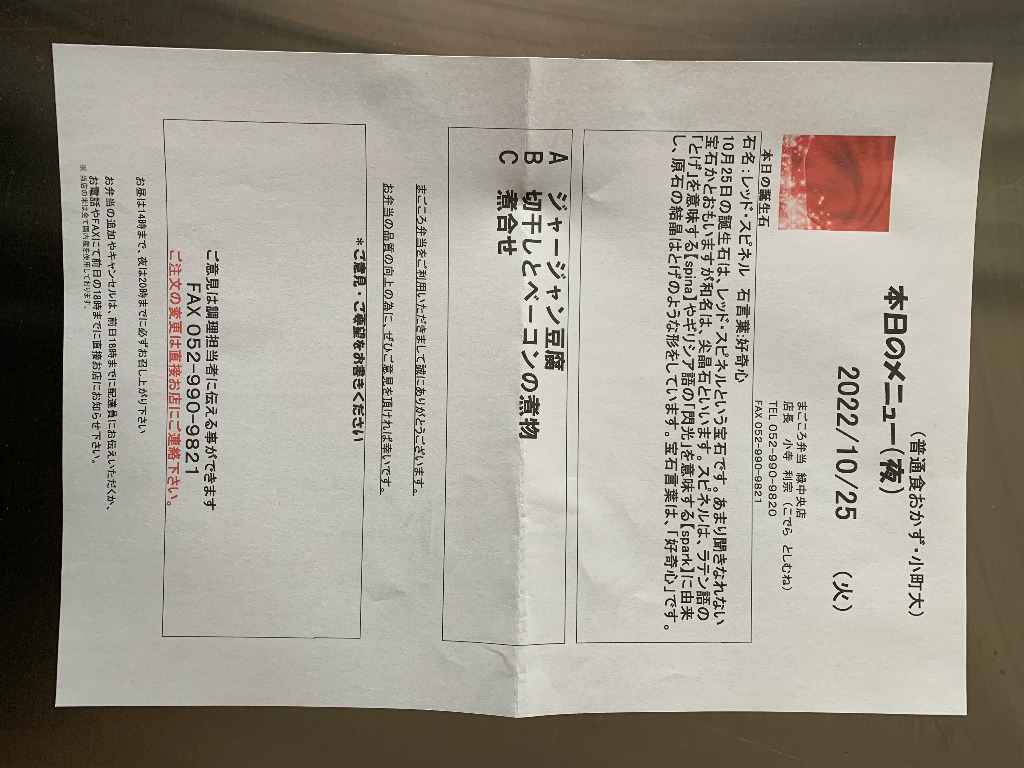 (普通食おかず・小町大)
本日のメニュー(夜)
2022/10/25 (火)
まごころ弁当 緑中央店
店長 小寺 利宗 (こでら としむね)
TEL 052-990-9820
FAX 052-990-9821
本日の誕生石
石名:レッド・スピネル 石言葉:好奇心
10月25日の誕生石は、レッド・スピネルという宝石です。あまり聞きなれない
宝石かとおもいますが和名は、尖晶石といいます。スピネルは、ラテン語の
「とげ」を意味する【spina】やギリシア語の「閃光」を意味する【spark】に由来
し、原石の結晶はとげのような形をしています。宝石言葉は、「好奇心」です。
A ジャージャン豆腐
B 切干しとベーコンの煮物
C 煮合せ
まごころ弁当をご利用いただきまして誠にありがとうございます。
お弁当の品質の向上の為に、ぜひご意見を頂ければ幸いです。
*ご意見、ご要望をお書きください
ご意見は調理担当者に伝える事ができます
FAX 052-990-9821
ご注文の変更は直接お店にご連絡下さい。
お昼は14時まで、夜は20時までに必ずお召し上がり下さい
お弁当の追加やキャンセルは、前日18時までに配達員にお伝えいただくか、
お電話やFAXにて前日の18時までに直接お店にお知らせ下さい。
※ 当店の米は全て国内産を使用しております。